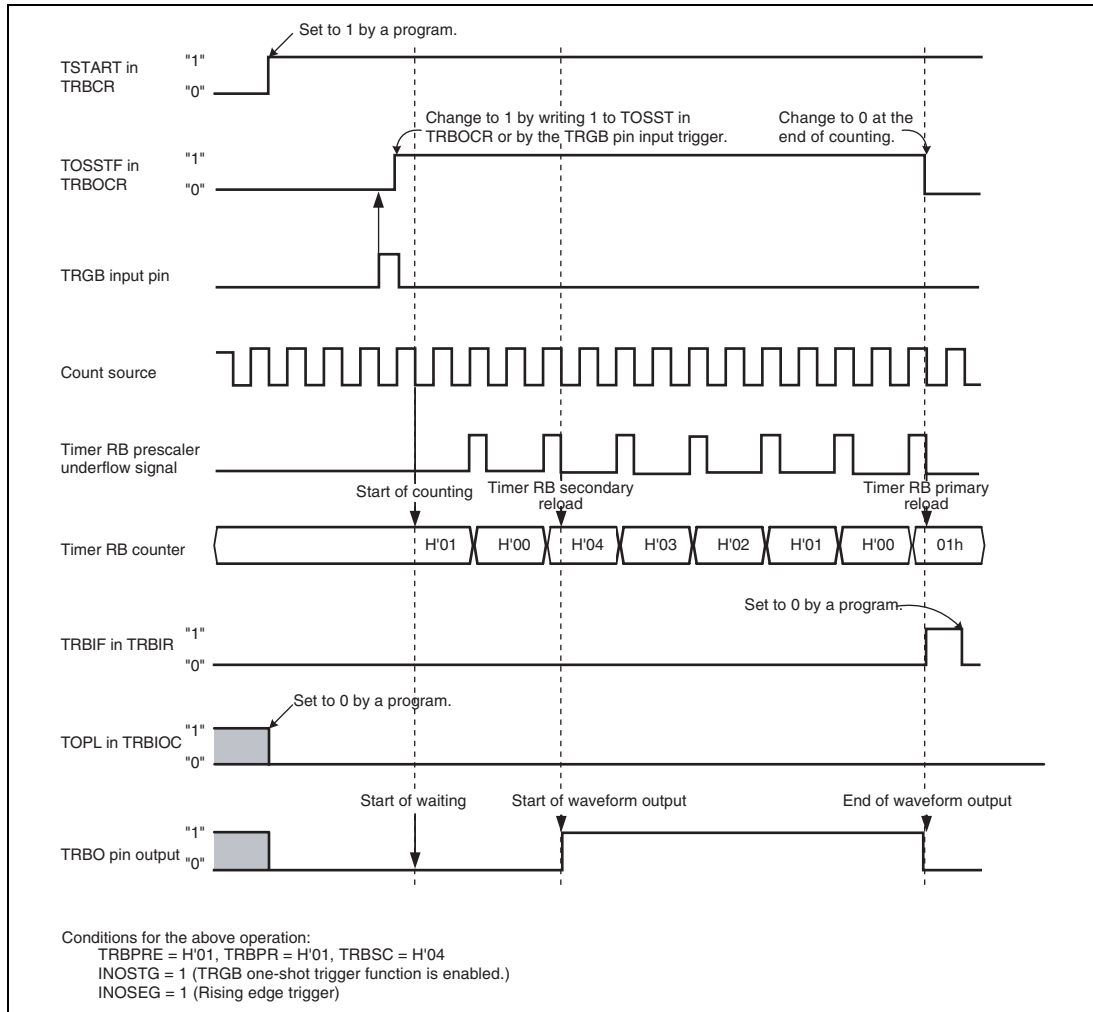 Set to 1 by a program.
TSTART in
TRBCR
"1"
"0"
Change to 1 by writing 1 to TOSST in
TRBOCR or by the TRGB pin input trigger.
Change to 0 at the
end of counting.
TOSSTF in
TRBOCR
"1"
"0"
TRGB input pin
Count source
Timer RB prescaler
underflow signal
Start of counting
Timer RB secondary
reload
Timer RB primary
reload
Timer RB counter
H'01 H'00 H'04 H'03 H'02 H'01 H'00 01h
Set to 0 by a program.
TRBIF in TRBIR
"1"
"0"
Set to 0 by a program.
TOPL in TRBIOC
"1"
"0"
Start of waiting
Start of waveform output
End of waveform output
TRBO pin output
"1"
"0"
Conditions for the above operation:
TRBPRE = H'01, TRBPR = H'01, TRBSC = H'04
INOSTG = 1 (TRGB one-shot trigger function is enabled.)
INOSEG = 1 (Rising edge trigger)